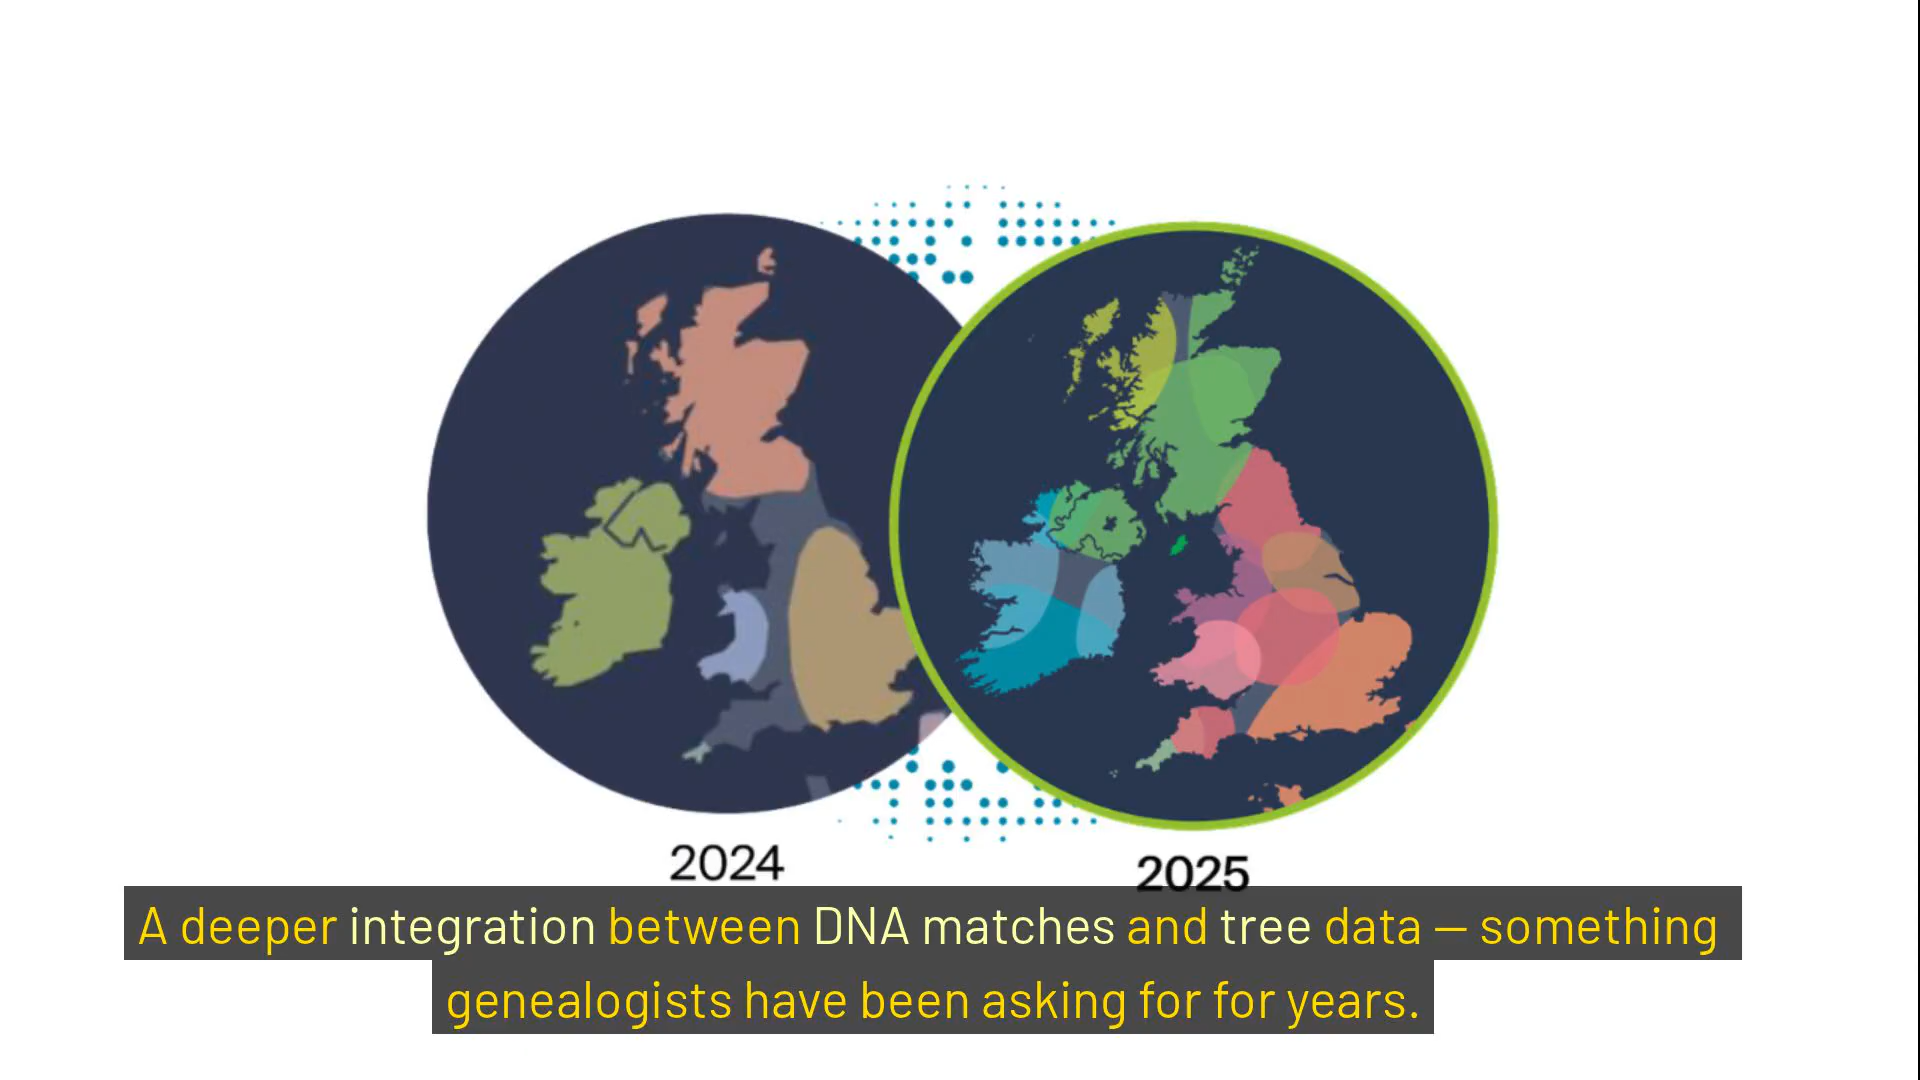 2024
2025
A deeper integration between DNA matches and tree data — something
genealogists have been asking for for years.